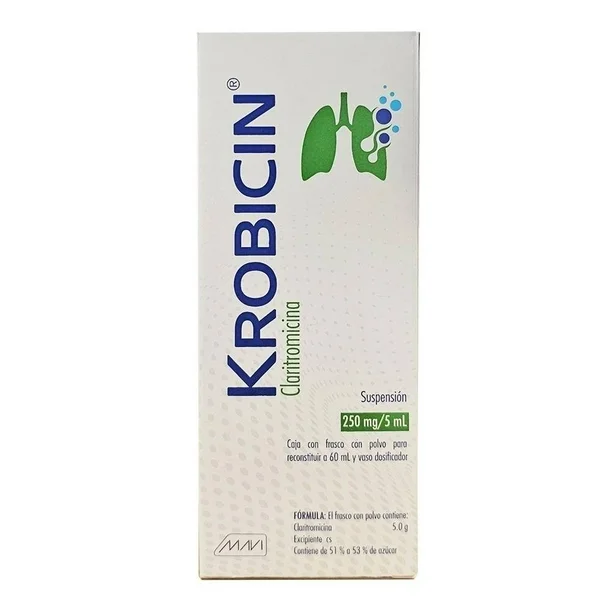 KROBICIN®
Claritromicina
Suspensión
250 mg/5 mL
Caja con frasco con polvo para
reconstituir a 60 mL y vaso dosificador
FÓRMULA: El frasco con polvo contiene:
Claritromicina 5.0 g
Excipiente cs
Contiene de 51 % a 53 % de azúcar
MAVI